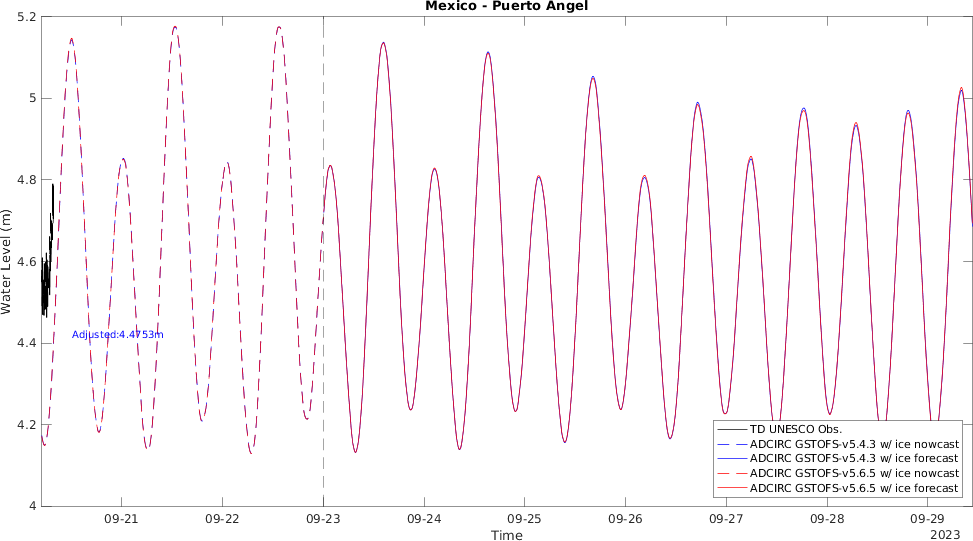 Mexico - Puerto Angel
5.2
5
4.8
4.6
4.4
4.2
4
Water Level (m)
Adjusted:4.4753m
TD UNESCO Obs.
ADCIRC GSTOFS-v5.4.3 w/ ice nowcast
ADCIRC GSTOFS-v5.4.3 w/ ice forecast
ADCIRC GSTOFS-v5.6.5 w/ ice nowcast
ADCIRC GSTOFS-v5.6.5 w/ ice forecast
09-21 09-22 09-23 09-24 09-25 09-26 09-27 09-28 09-29
Time
2023